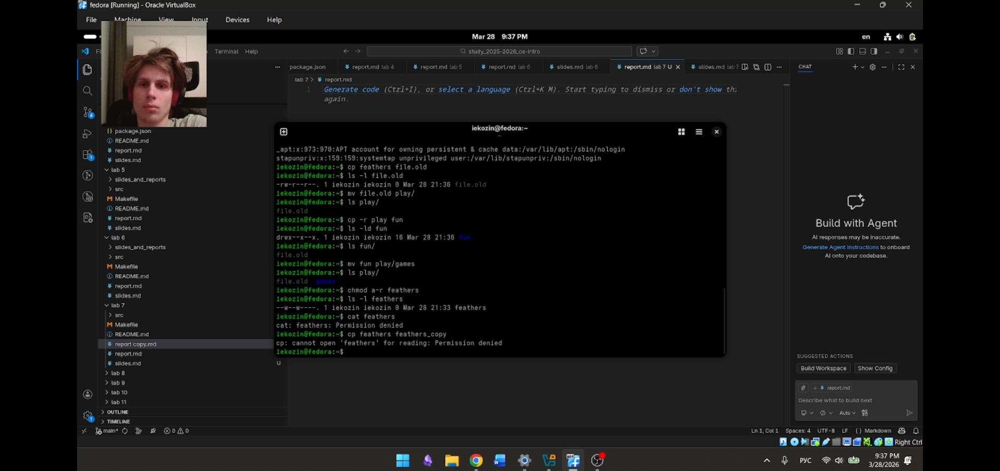 fedora [Running] - Oracle VirtualBox
File Machine View Input Devices Help
Mar 28 9:37 PM
en
Terminal Help
study_2025-2026_os-intro
package.json
report.md lab 4
report.md lab 5
report.md lab 6
slides.md lab 6
report.md lab 7 U
slides.md lab 7
CHAT
lab 7 > report.md
1 Generate code (Ctrl+I), or select a language (Ctrl+K M). Start typing to dismiss or don't show thi
again.
package.json
README.md
report.md
slides.md
lab 5
slides_and_reports
src
Makefile
README.md
report.md
slides.md
lab 6
slides_and_reports
src
Makefile
README.md
report.md
slides.md
lab 7
src
Makefile
README.md
report copy.md
report.md
slides.md
U
lab 8
lab 9
lab 10
lab 11
OUTLINE
TIMELINE
iekozin@fedora:~
~
_apt:x:973:970:APT account for owning persistent & cache data:/var/lib/apt:/sbin/nologin
stapunpriv:x:159:159:systemtap unprivileged user:/var/lib/stapunpriv:/sbin/nologin
iekozin@fedora:~$ cp feathers file.old
iekozin@fedora:~$ ls -l file.old
-rw-r--r--. 1 iekozin iekozin 0 Mar 28 21:36 file.old
iekozin@fedora:~$ mv file.old play/
iekozin@fedora:~$ ls play/
file.old
iekozin@fedora:~$ cp -r play fun
iekozin@fedora:~$ ls -ld fun
drwx--x--x. 1 iekozin iekozin 16 Mar 28 21:36 fun
iekozin@fedora:~$ ls fun/
file.old
iekozin@fedora:~$ mv fun play/games
iekozin@fedora:~$ ls play/
file.old games
iekozin@fedora:~$ chmod a-r feathers
iekozin@fedora:~$ ls -l feathers
--w--w----. 1 iekozin iekozin 0 Mar 28 21:33 feathers
iekozin@fedora:~$ cat feathers
cat: feathers: Permission denied
iekozin@fedora:~$ cp feathers feathers_copy
cp: cannot open 'feathers' for reading: Permission denied
iekozin@fedora:~$
Build with Agent
AI responses may be inaccurate.
Generate Agent Instructions to onboard
AI onto your codebase.
SUGGESTED ACTIONS
Build Workspace Show Config
+ report.md
Describe what to build next
Auto
main* 0 0
Ln 1, Col 1 Spaces: 4 UTF-8 LF { } Markdown
Right Ctrl
РУС
9:37 PM
3/28/2026